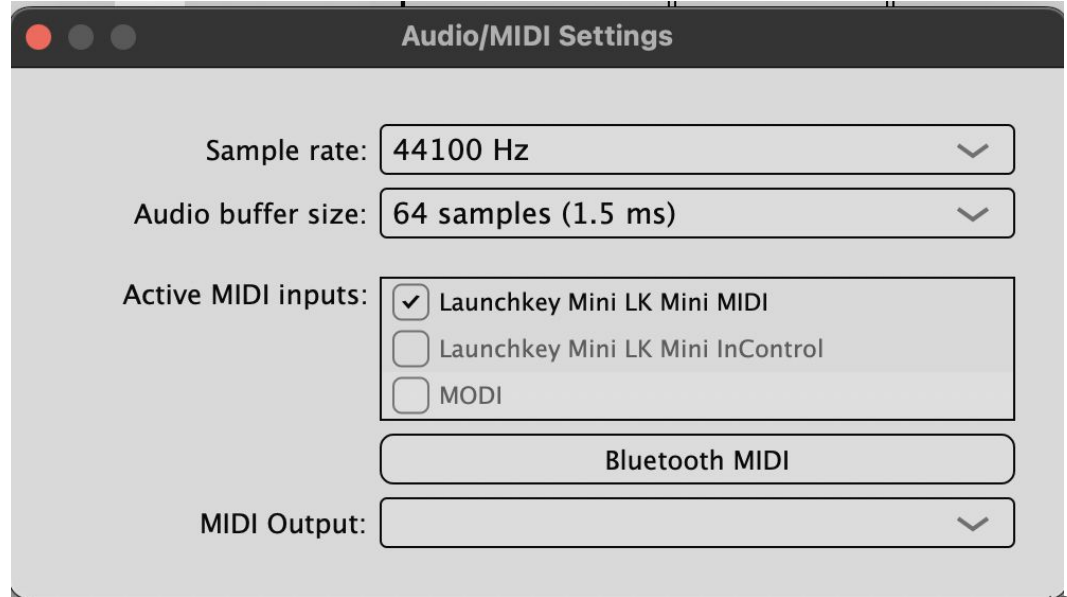 Audio/MIDI Settings
Sample rate: 44100 Hz
Audio buffer size: 64 samples (1.5 ms)
Active MIDI inputs: Launchkey Mini LK Mini MIDI
Launchkey Mini LK Mini InControl
MODI
Bluetooth MIDI
MIDI Output: